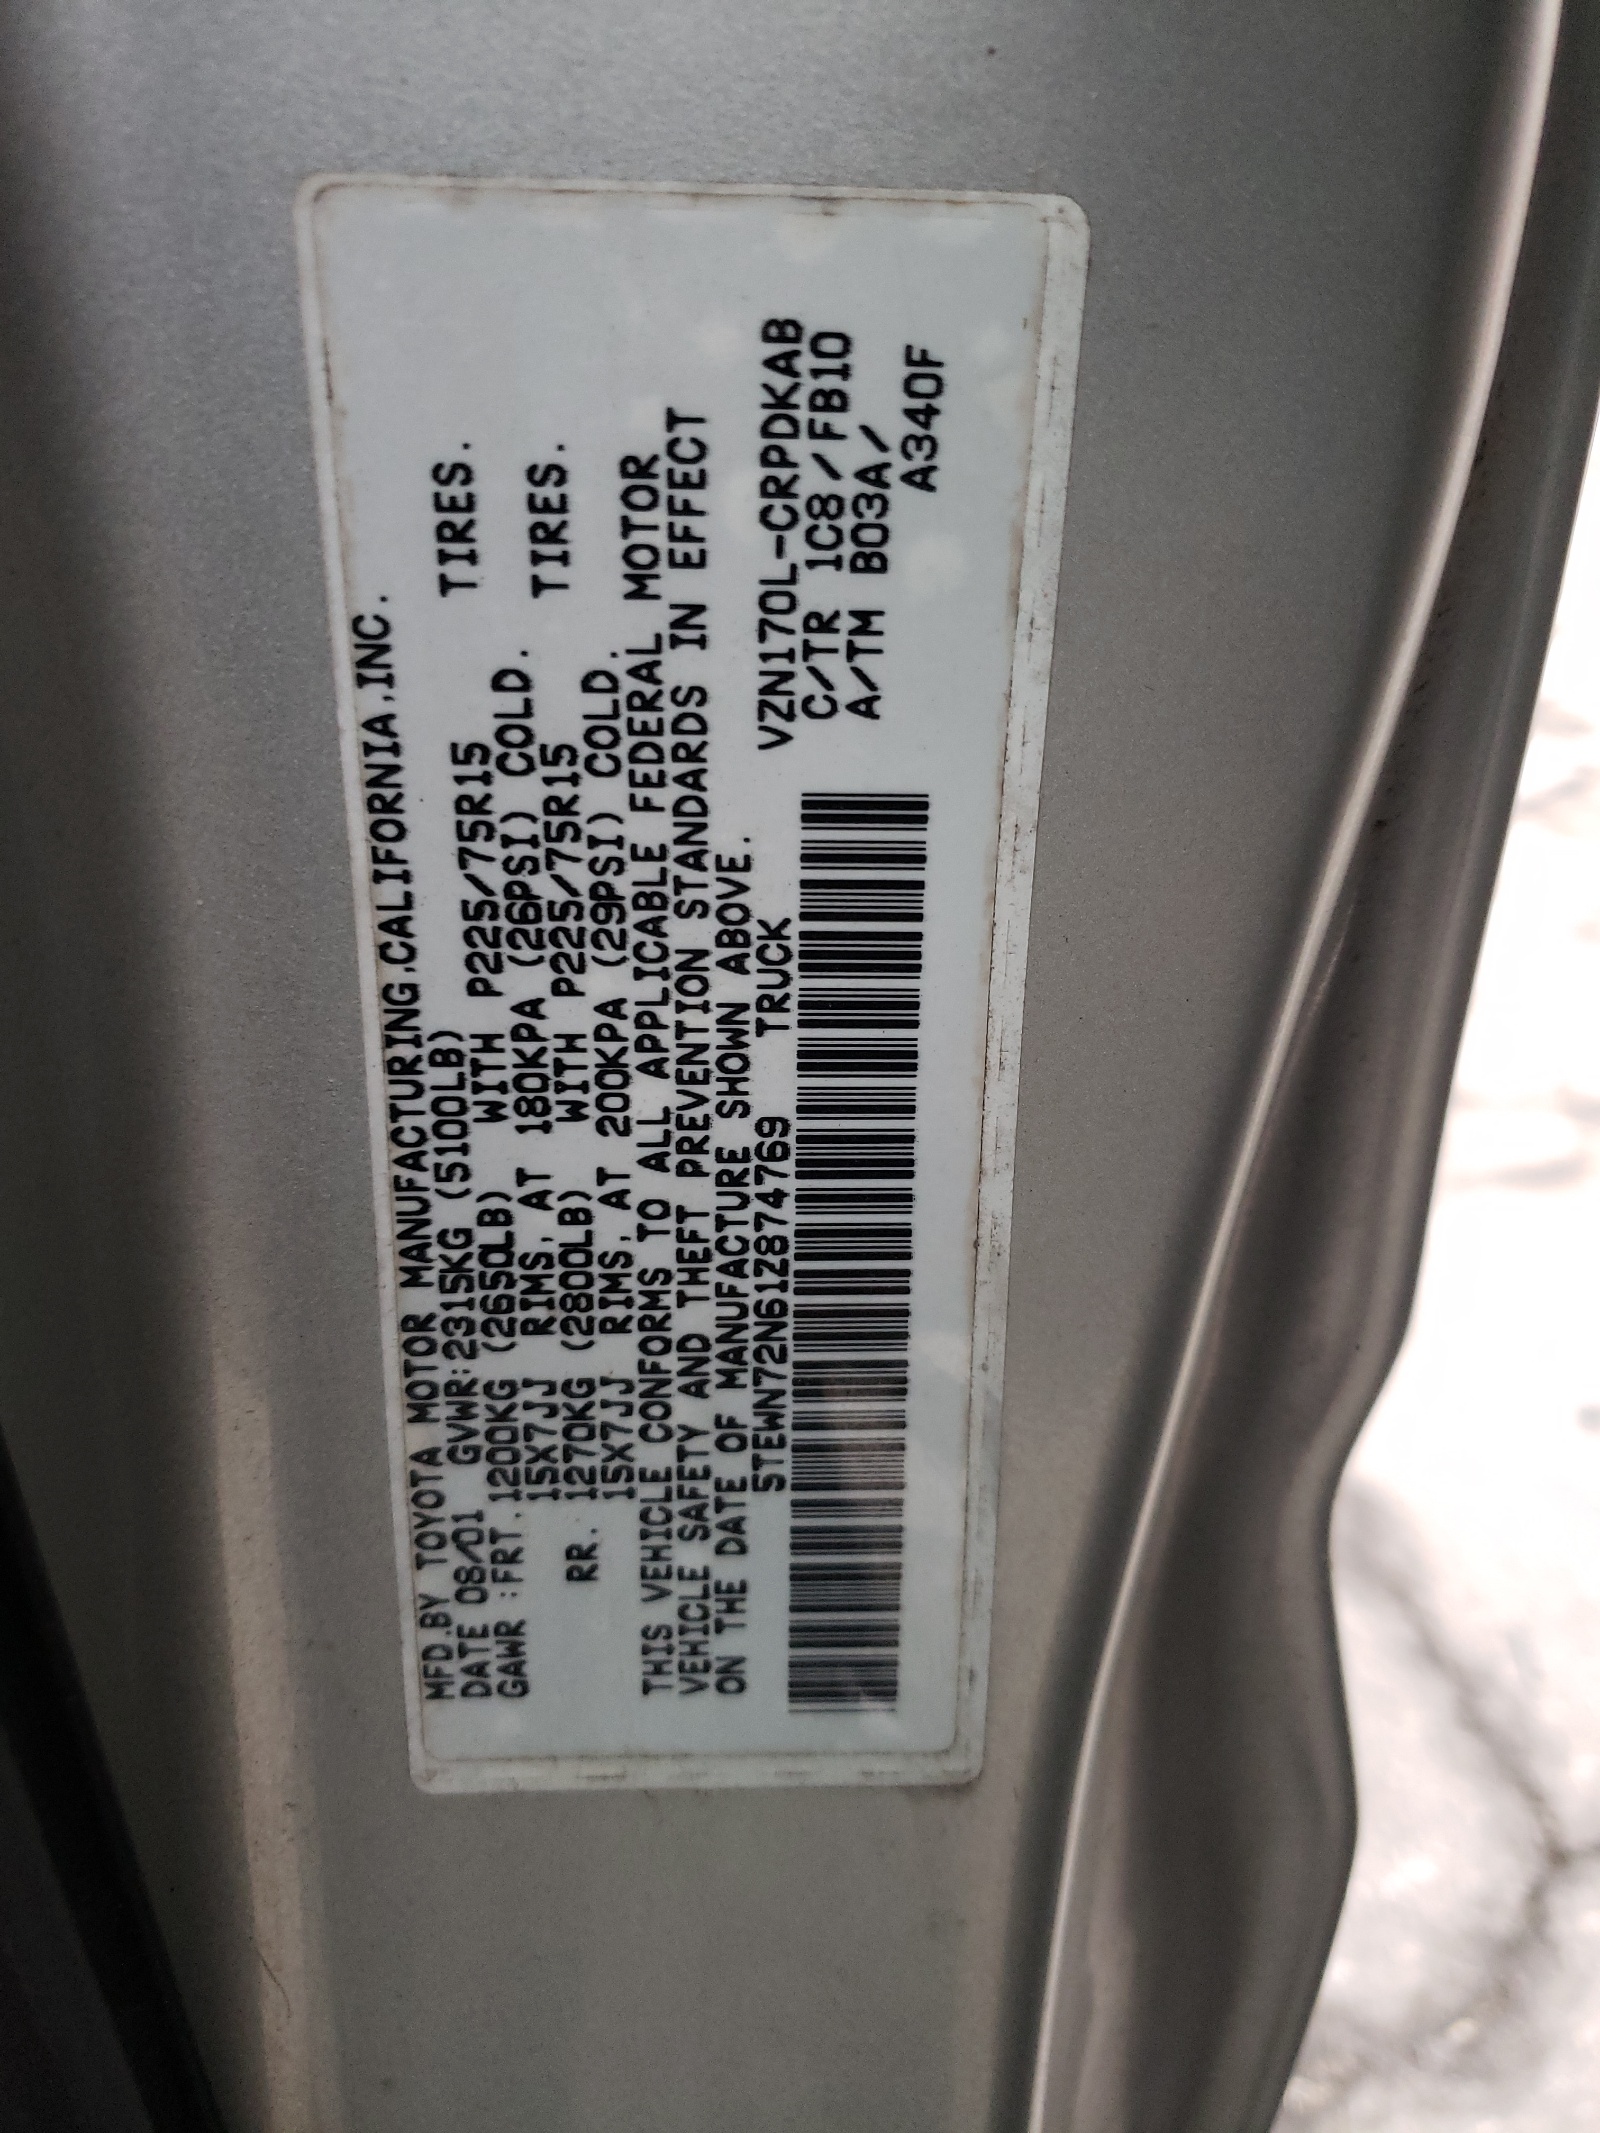 MFD.BY TOYOTA MOTOR MANUFACTURING,CALIFORNIA,INC.
DATE 08/01 GVWR:2315KG (5100LB)
GAWR :FRT.1200KG (2650LB) WITH P225/75R15 TIRES.
15X7JJ RIMS, AT 180KPA (26PSI) COLD.
RR. 1270KG (2800LB) WITH P225/75R15 TIRES.
15X7JJ RIMS, AT 200KPA (29PSI) COLD.
THIS VEHICLE CONFORMS TO ALL APPLICABLE FEDERAL MOTOR
VEHICLE SAFETY AND THEFT PREVENTION STANDARDS IN EFFECT
ON THE DATE OF MANUFACTURE SHOWN ABOVE.
5TEWN72N61Z874769 TRUCK
VZN170L-CRPDKAB
C/TR 1C8/FB10
A/TM B03A/
A340F